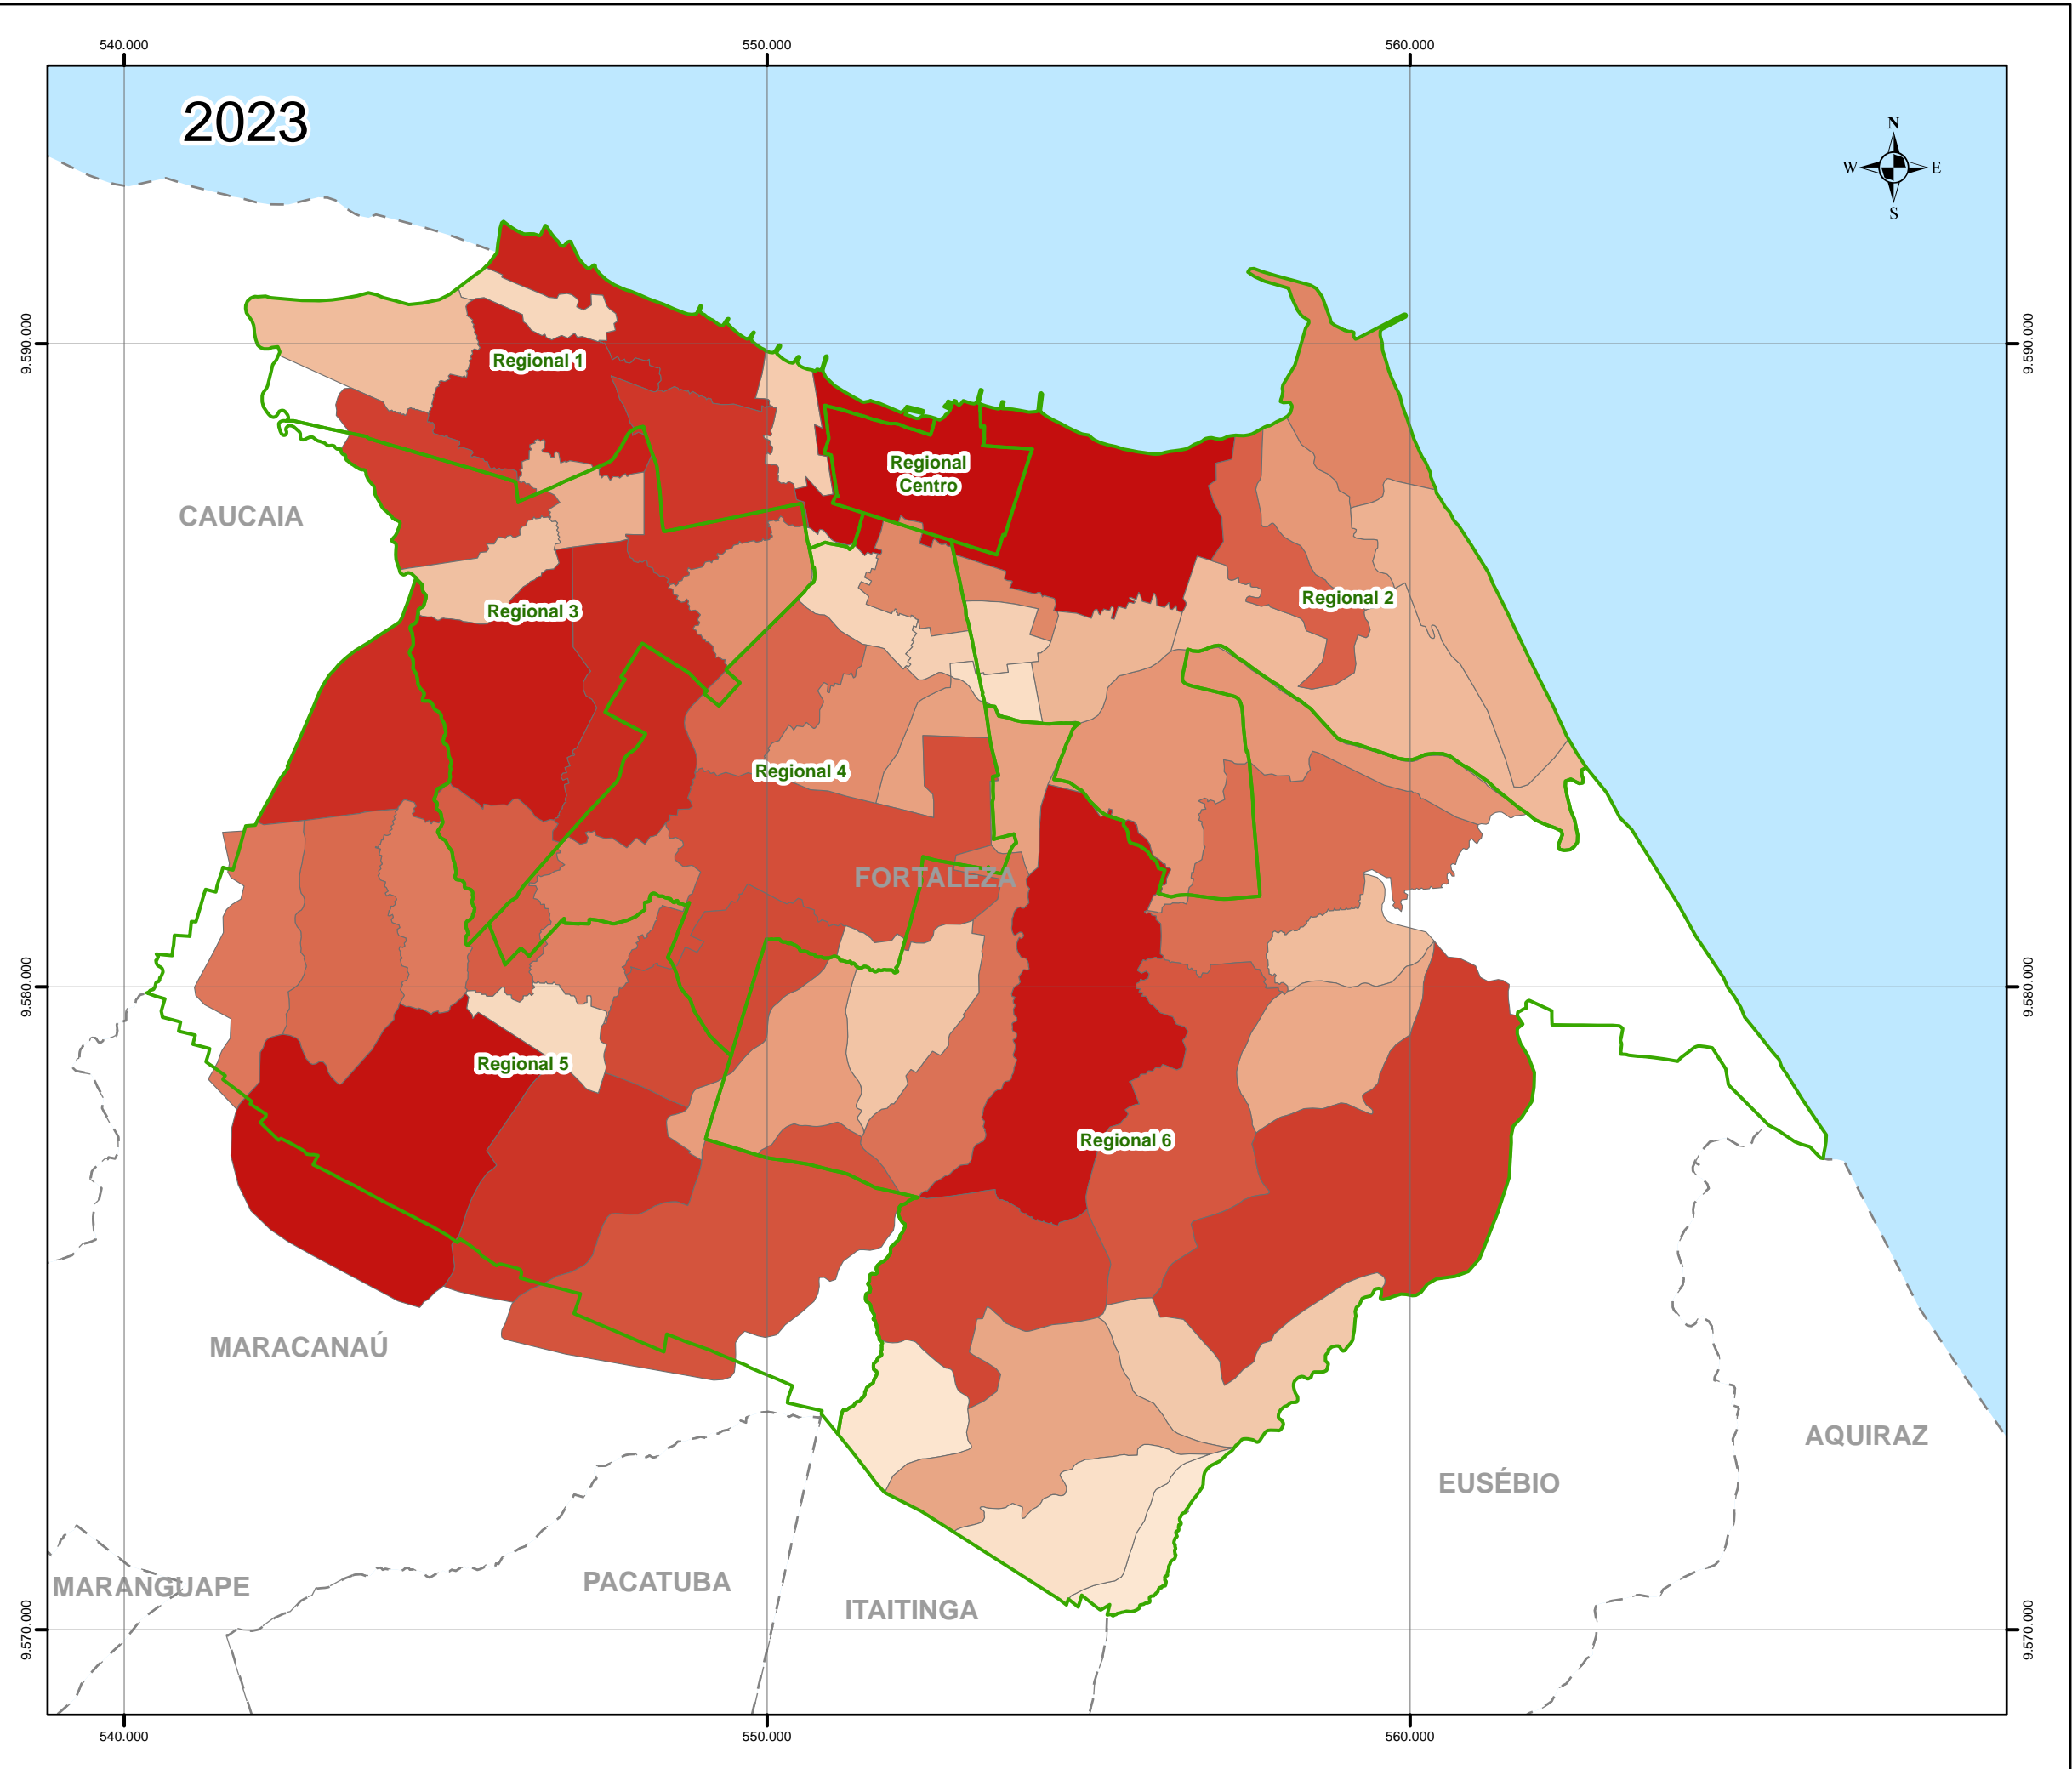 540.000
550.000
560.000
2023
N
W
E
S
9.590.000
9.590.000
Regional 1
Regional
Centro
CAUCAIA
Regional 2
Regional 3
Regional 4
FORTALEZA
9.580.000
9.580.000
Regional 5
Regional 6
MARACANAÚ
AQUIRAZ
EUSÉBIO
PACATUBA
MARANGUAPE
ITAITINGA
9.570.000
9.570.000
540.000
550.000
560.000